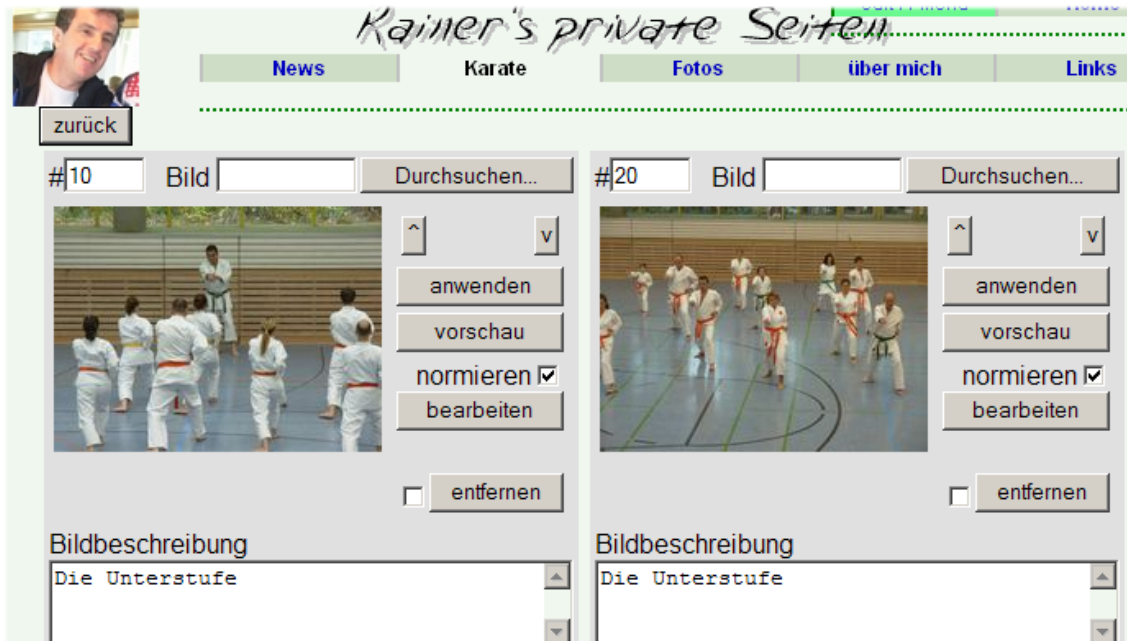 Rainer's private Seiten
News Karate Fotos über mich Links
zurück
#10 Bild Durchsuchen...
^ v
anwenden
vorschau
normieren
bearbeiten
entfernen
Bildbeschreibung
Die Unterstufe
#20 Bild Durchsuchen...
^ v
anwenden
vorschau
normieren
bearbeiten
entfernen
Bildbeschreibung
Die Unterstufe